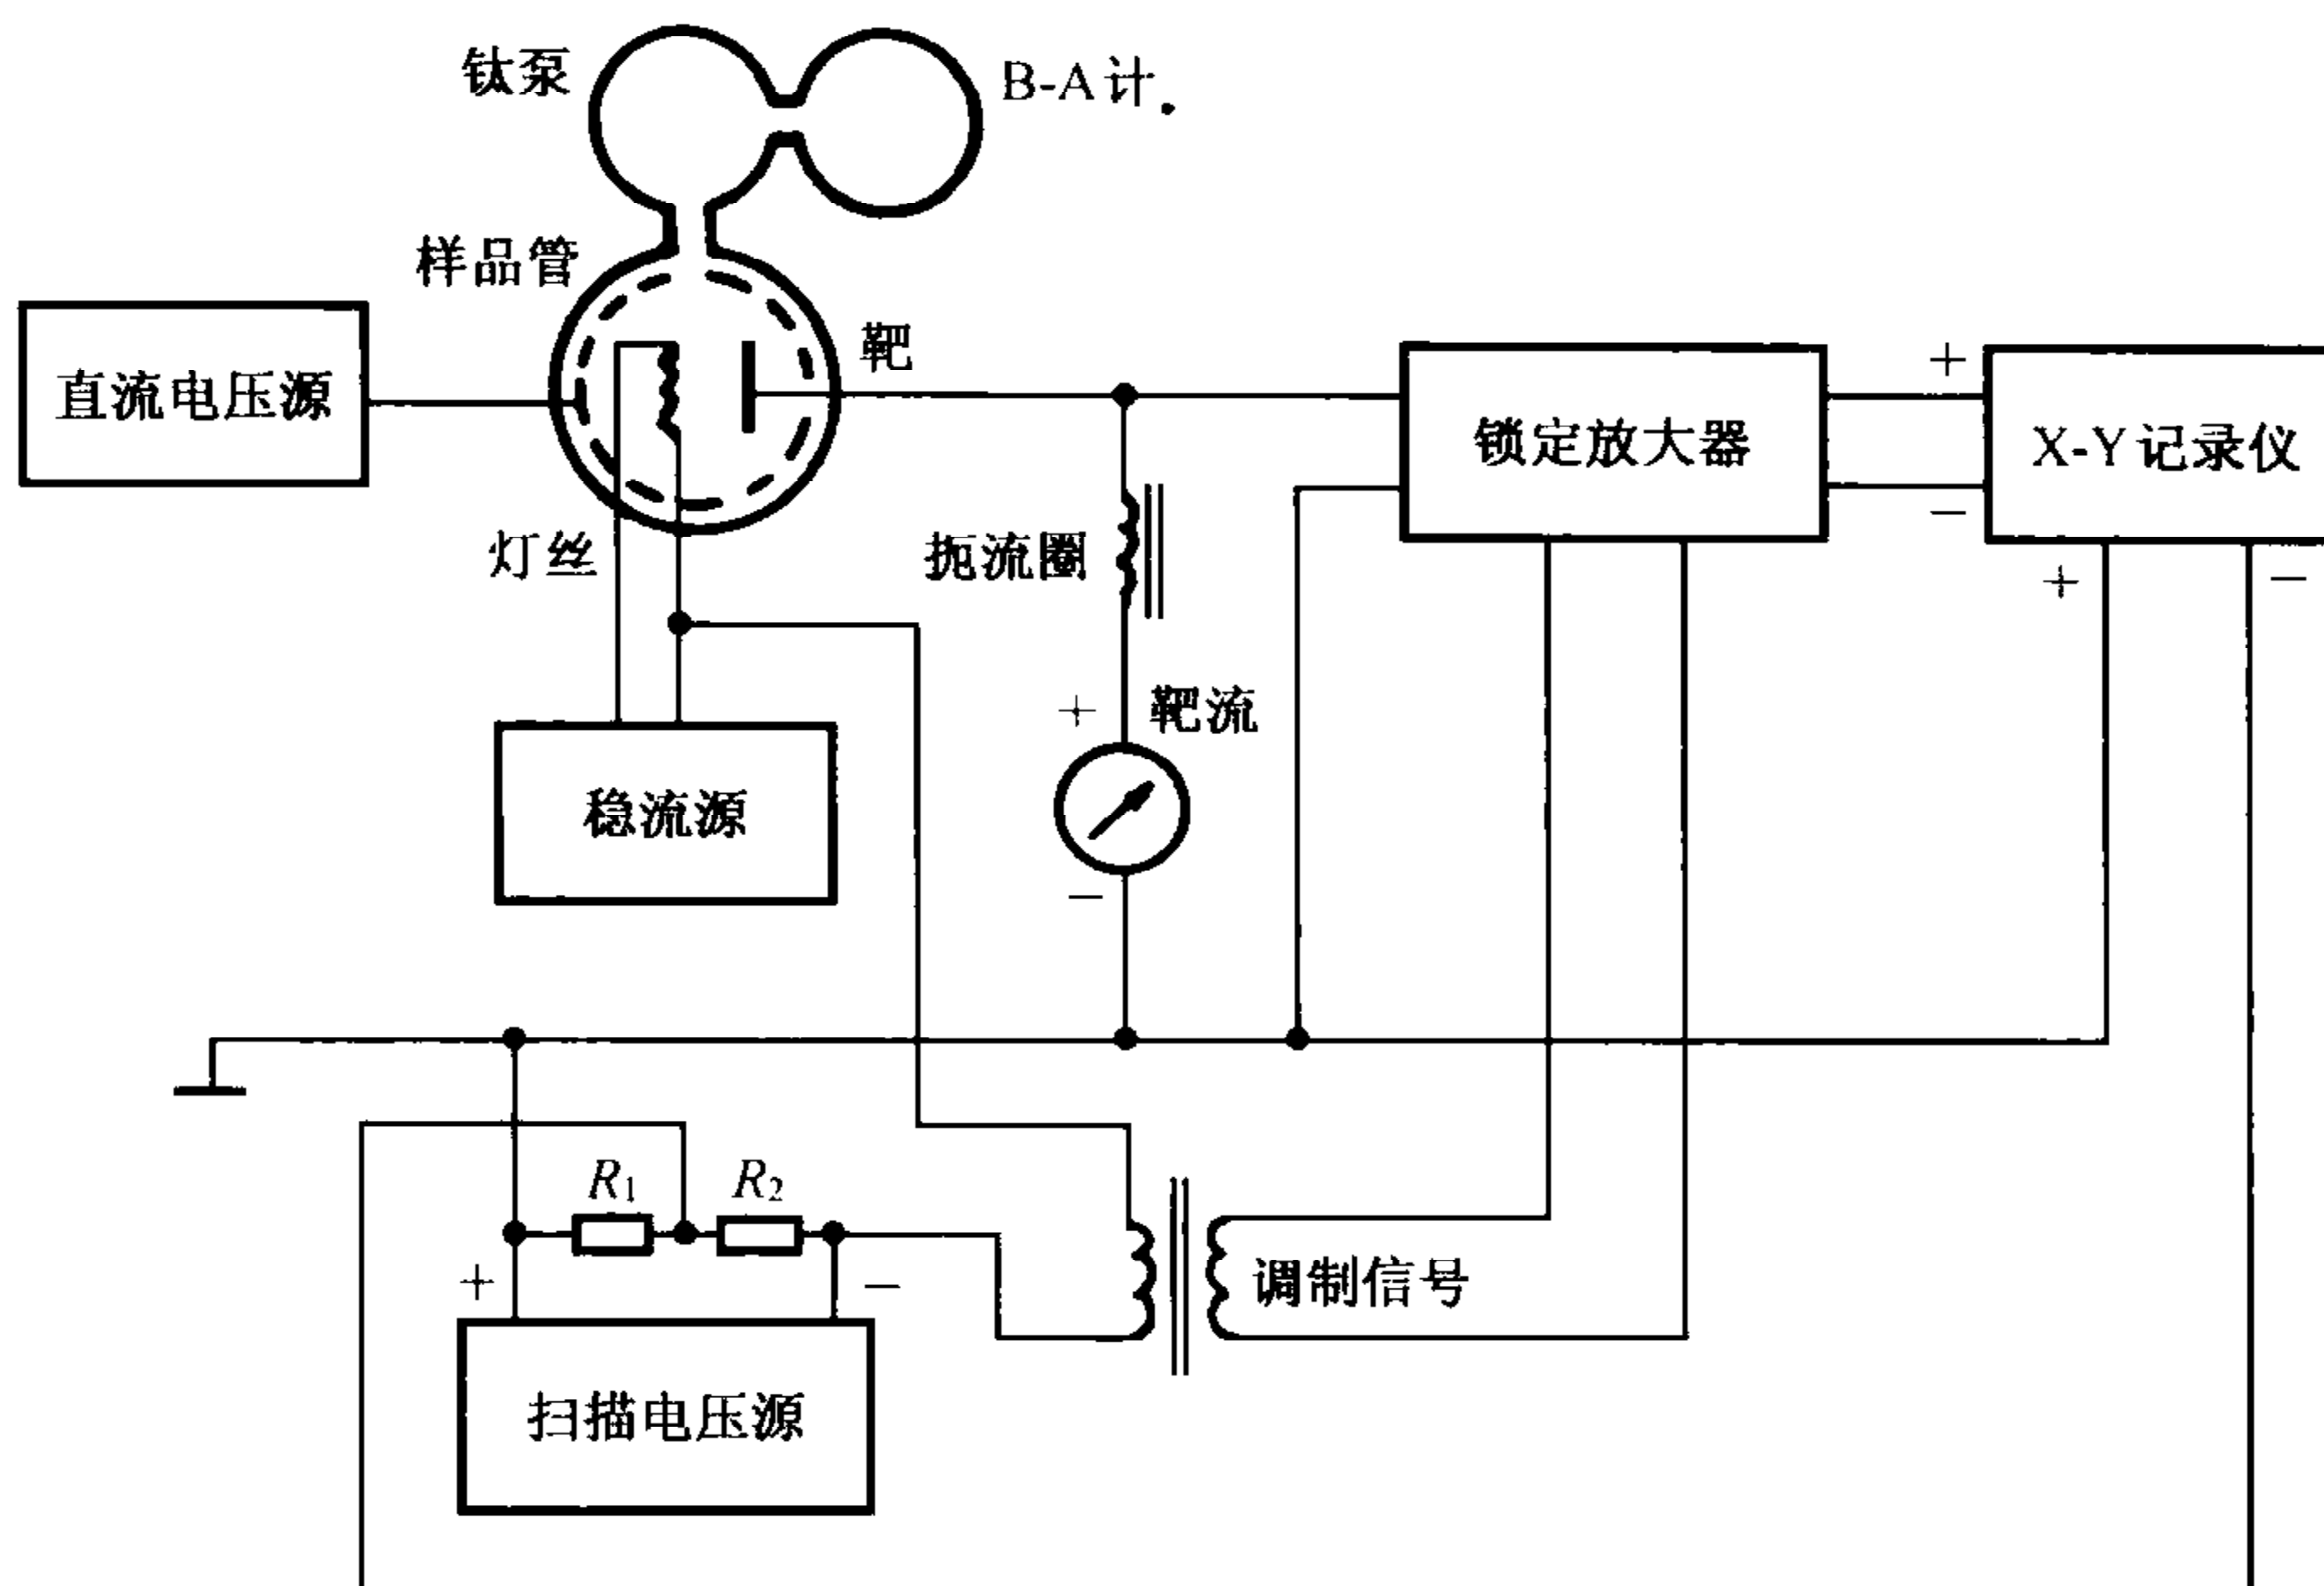 钛泵
B-A计
样品管
靶
直流电压源
锁定放大器
+
−
X-Y记录仪
+
−
灯丝
扼流圈
+
靶流
−
稳流源
R1
R2
+
−
调制信号
扫描电压源